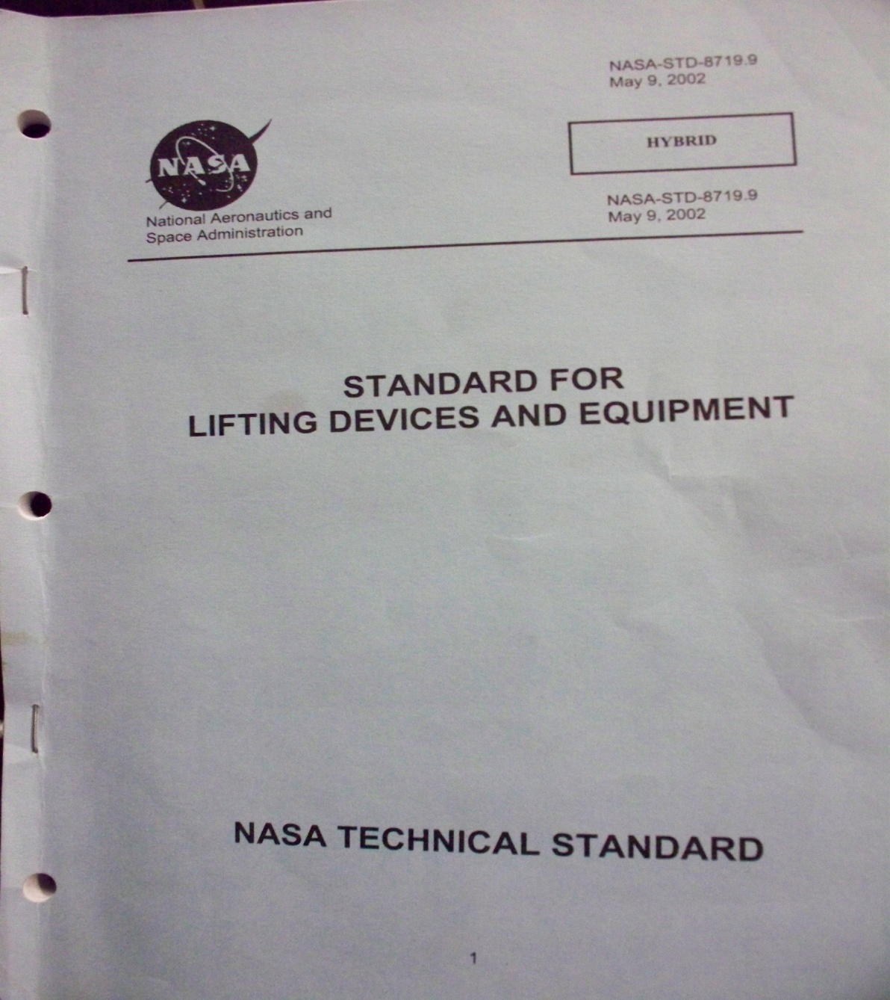 NASA-STD-8719.9
May 9, 2002
HYBRID
NASA
National Aeronautics and
Space Administration
NASA-STD-8719.9
May 9, 2002
STANDARD FOR
LIFTING DEVICES AND EQUIPMENT
NASA TECHNICAL STANDARD
1